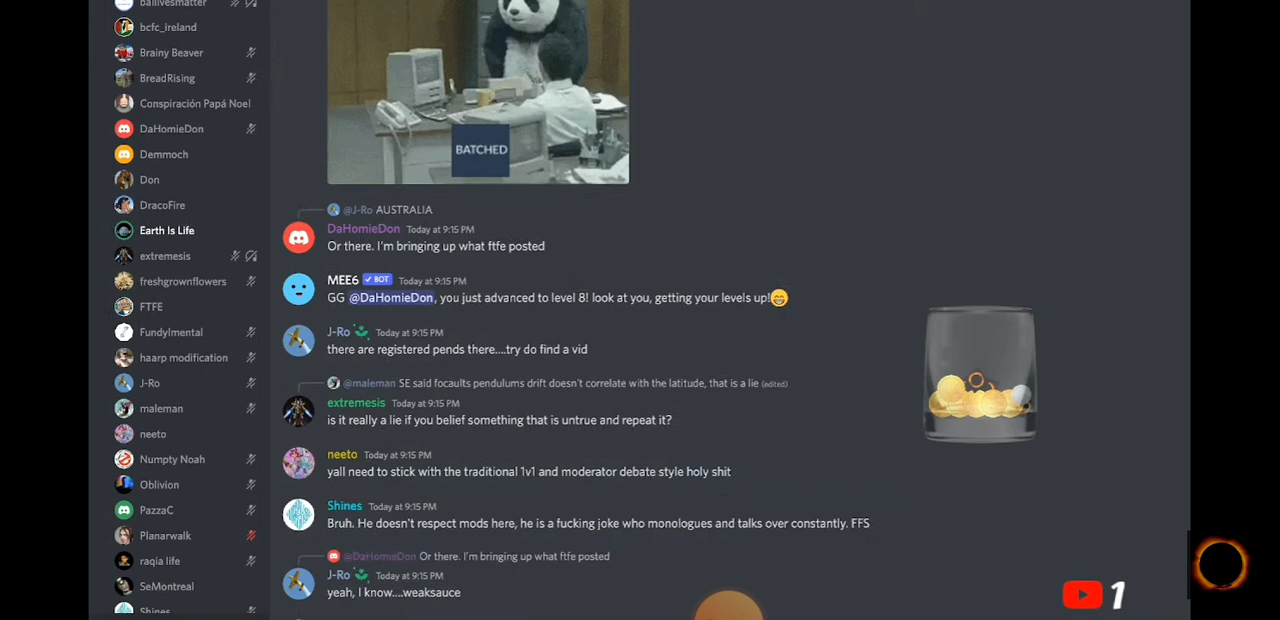 ballivesmatter
bcfc_ireland
Brainy Beaver
BreadRising
Conspiración Papá Noel
DaHomieDon
Demmoch
Don
DracoFire
Earth Is Life
extremesis
freshgrownflowers
FTFE
Fundylmental
haarp modification
J-Ro
maleman
neeto
Numpty Noah
Oblivion
PazzaC
Planarwalk
raqia life
SeMontreal
Shines
BATCHED
@J-Ro AUSTRALIA
DaHomieDon Today at 9:15 PM
Or there. I'm bringing up what ftfe posted
MEE6 ✓ BOT Today at 9:15 PM
GG @DaHomieDon, you just advanced to level 8! look at you, getting your levels up!😁
J-Ro Today at 9:15 PM
there are registered pends there....try do find a vid
@maleman SE said focaults pendulums drift doesn't correlate with the latitude, that is a lie (edited)
extremesis Today at 9:15 PM
is it really a lie if you belief something that is untrue and repeat it?
neeto Today at 9:15 PM
yall need to stick with the traditional 1v1 and moderator debate style holy shit
Shines Today at 9:15 PM
Bruh. He doesn't respect mods here, he is a fucking joke who monologues and talks over constantly. FFS
@DaHomieDon Or there. I'm bringing up what ftfe posted
J-Ro Today at 9:15 PM
yeah, I know....weaksauce
1